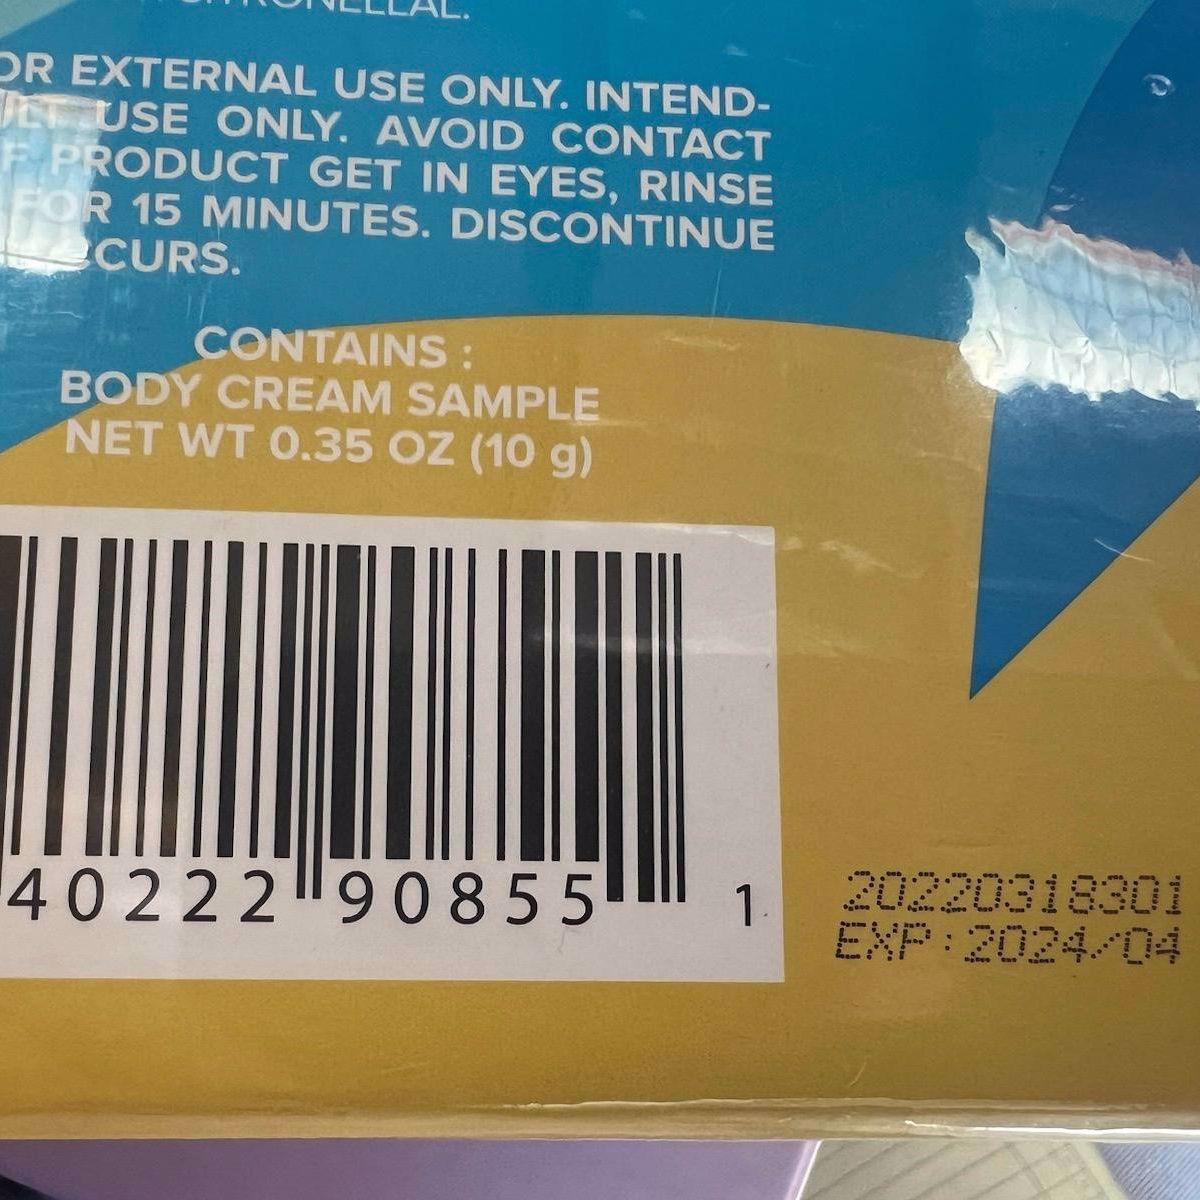 CITRONELLAL.
OR EXTERNAL USE ONLY. INTEND-
USE ONLY. AVOID CONTACT
F PRODUCT GET IN EYES, RINSE
FOR 15 MINUTES. DISCONTINUE
CURS.
CONTAINS :
BODY CREAM SAMPLE
NET WT 0.35 OZ (10 g)
40222 90855 1
20220318301
EXP:2024/04